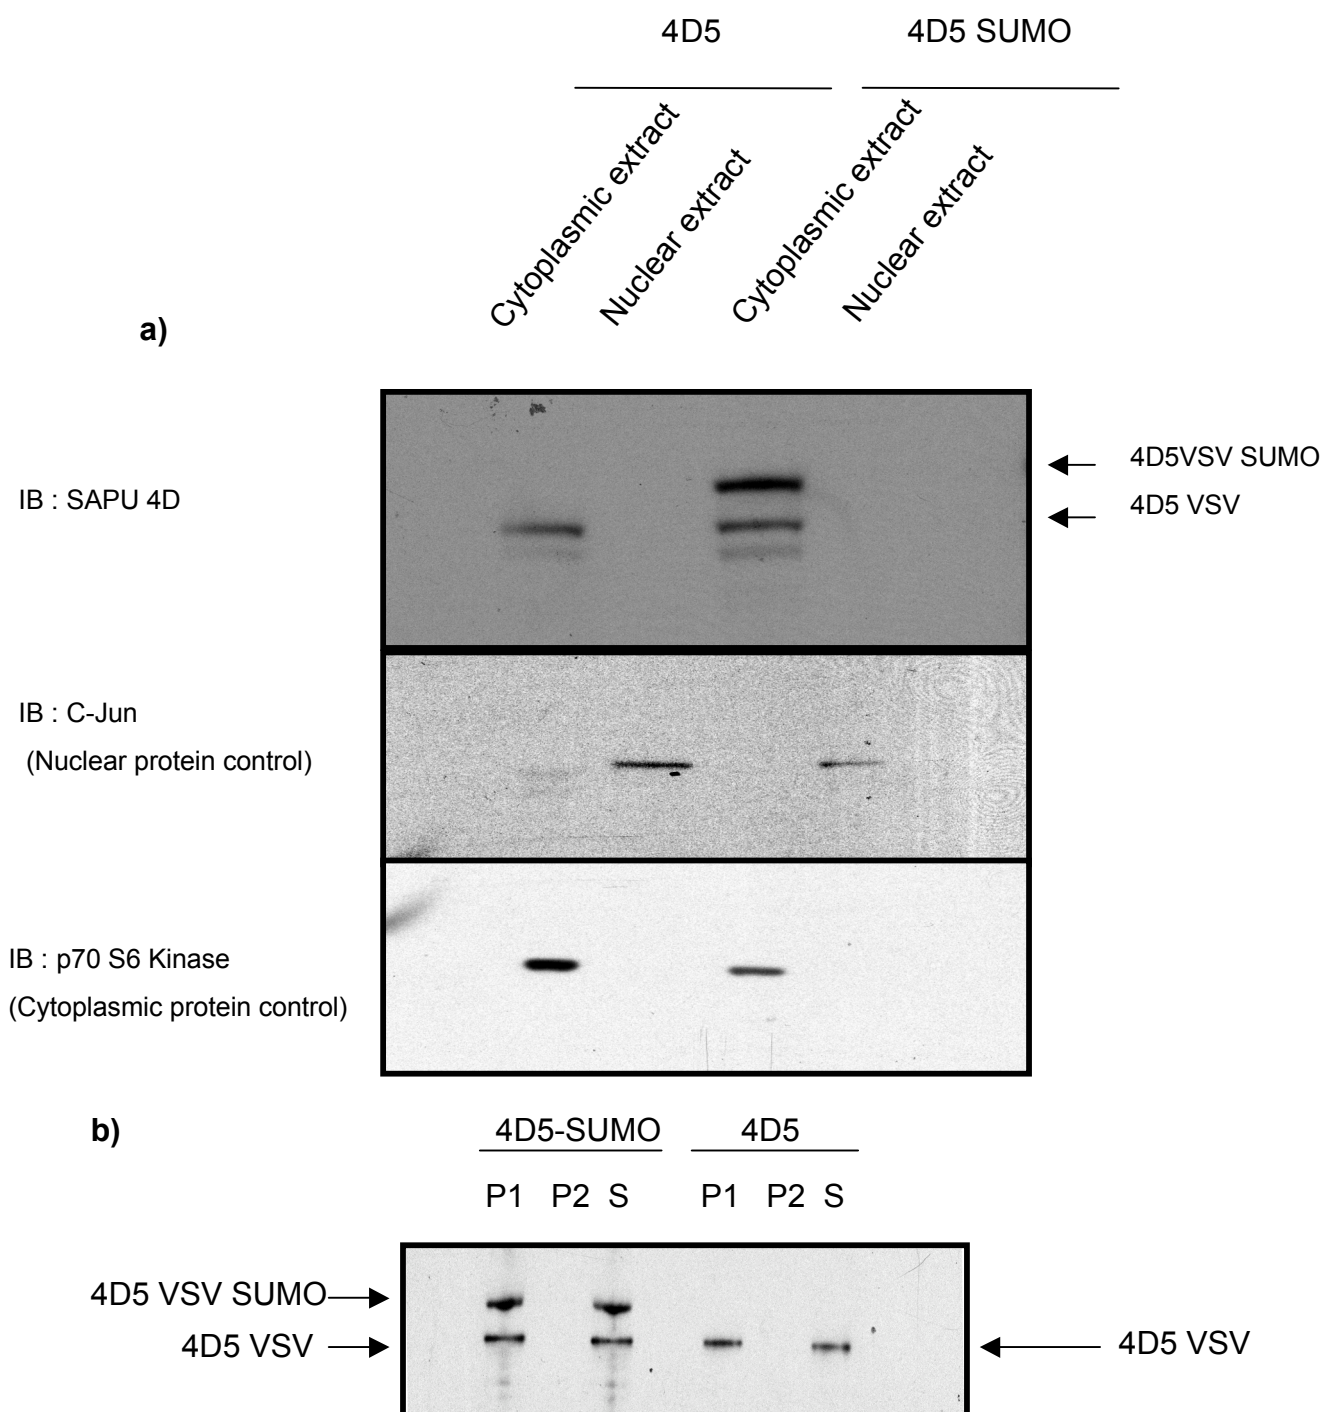 4D5 4D5 SUMO
Cytoplasmic extract Nuclear extract Cytoplasmic extract Nuclear extract
a)
4D5VSV SUMO
IB : SAPU 4D
4D5 VSV
IB : C-Jun
(Nuclear protein control)
IB : p70 S6 Kinase
(Cytoplasmic protein control)
b)
4D5-SUMO 4D5
P1 P2 S P1 P2 S
4D5 VSV SUMO
4D5 VSV 4D5 VSV